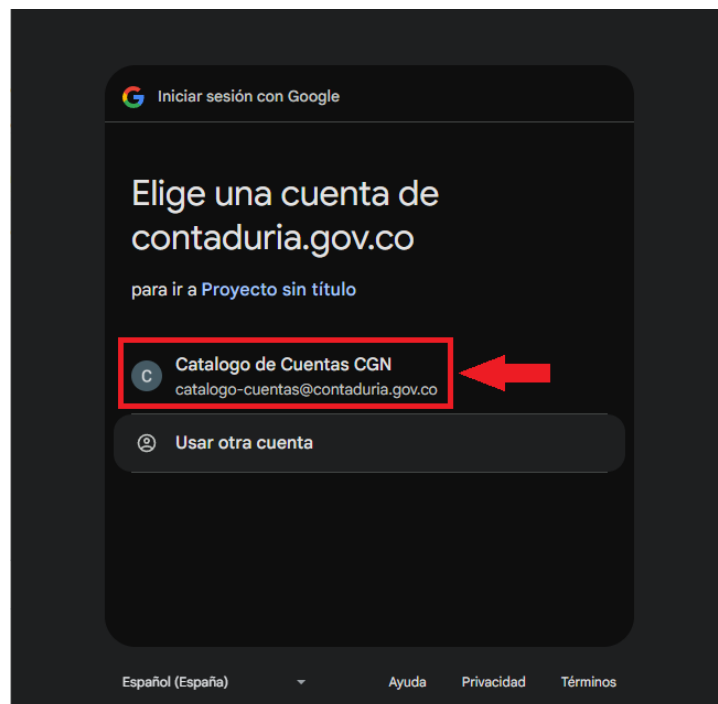 Iniciar sesión con Google
Elige una cuenta de
contaduria.gov.co
para ir a Proyecto sin título
C
Catalogo de Cuentas CGN
catalogo-cuentas@contaduria.gov.co
Usar otra cuenta
Español (España)
Ayuda
Privacidad
Términos